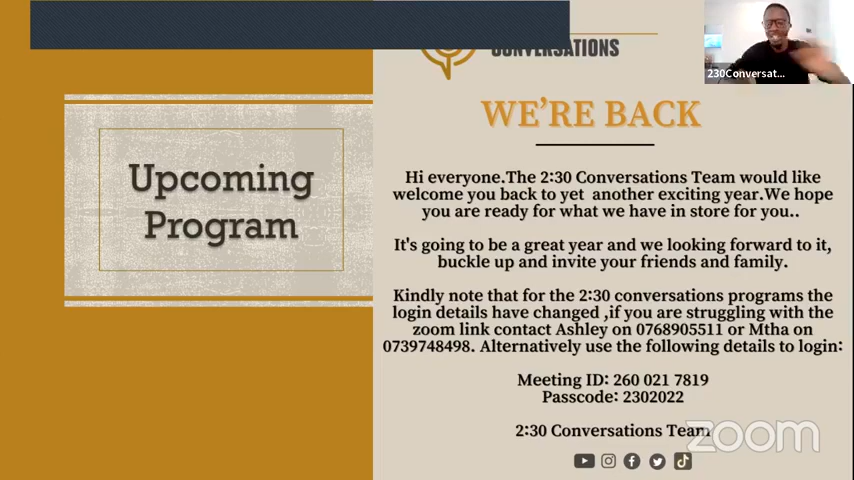 CONVERSATIONS
230Conversat...
WE'RE BACK
Upcoming
Program
Hi everyone.The 2:30 Conversations Team would like
welcome you back to yet another exciting year.We hope
you are ready for what we have in store for you..
It's going to be a great year and we looking forward to it,
buckle up and invite your friends and family.
Kindly note that for the 2:30 conversations programs the
login details have changed ,if you are struggling with the
zoom link contact Ashley on 0768905511 or Mtha on
0739748498. Alternatively use the following details to login:
Meeting ID: 260 021 7819
Passcode: 2302022
2:30 Conversations Team
zoom